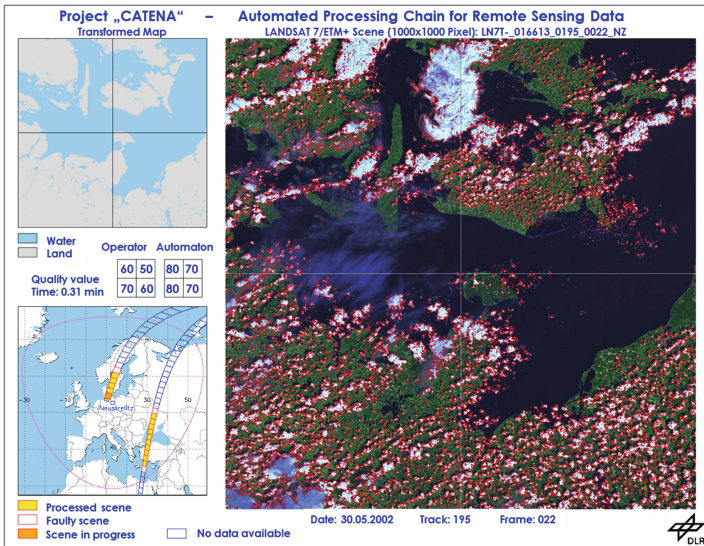 Project „CATENA" – Automated Processing Chain for Remote Sensing Data
Transformed Map
LANDSAT 7/ETM+ Scene (1000x1000 Pixel): LN7T-_016613_0195_0022_NZ
Water
Land
Operator Automaton
60 50 80 70
70 60 80 70
Quality value
Time: 0.31 min
-30
10
30
50
Neustrelitz
Processed scene
Faulty scene
Scene in progress
No data available
Date: 30.05.2002 Track: 195 Frame: 022
DLR